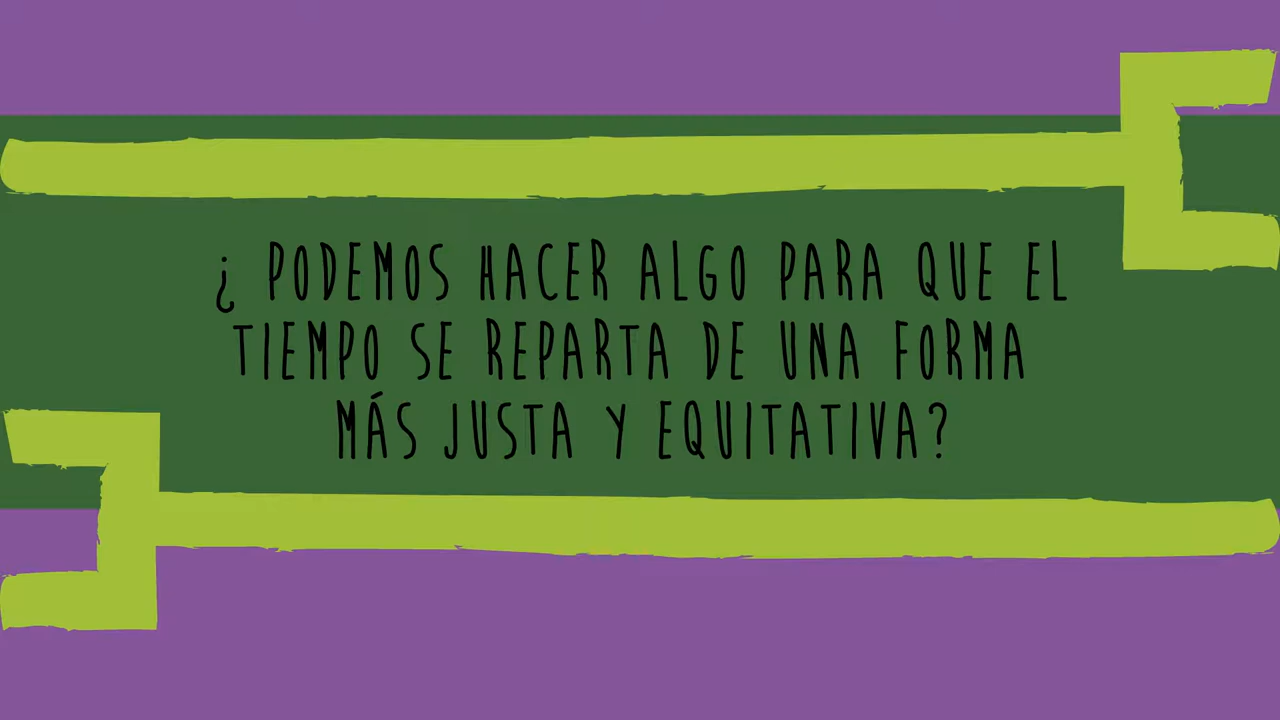 ¿ PODEMOS HACER ALGO PARA QUE EL
TIEMPO SE REPARTA DE UNA FORMA
MÁS JUSTA Y EQUITATIVA?